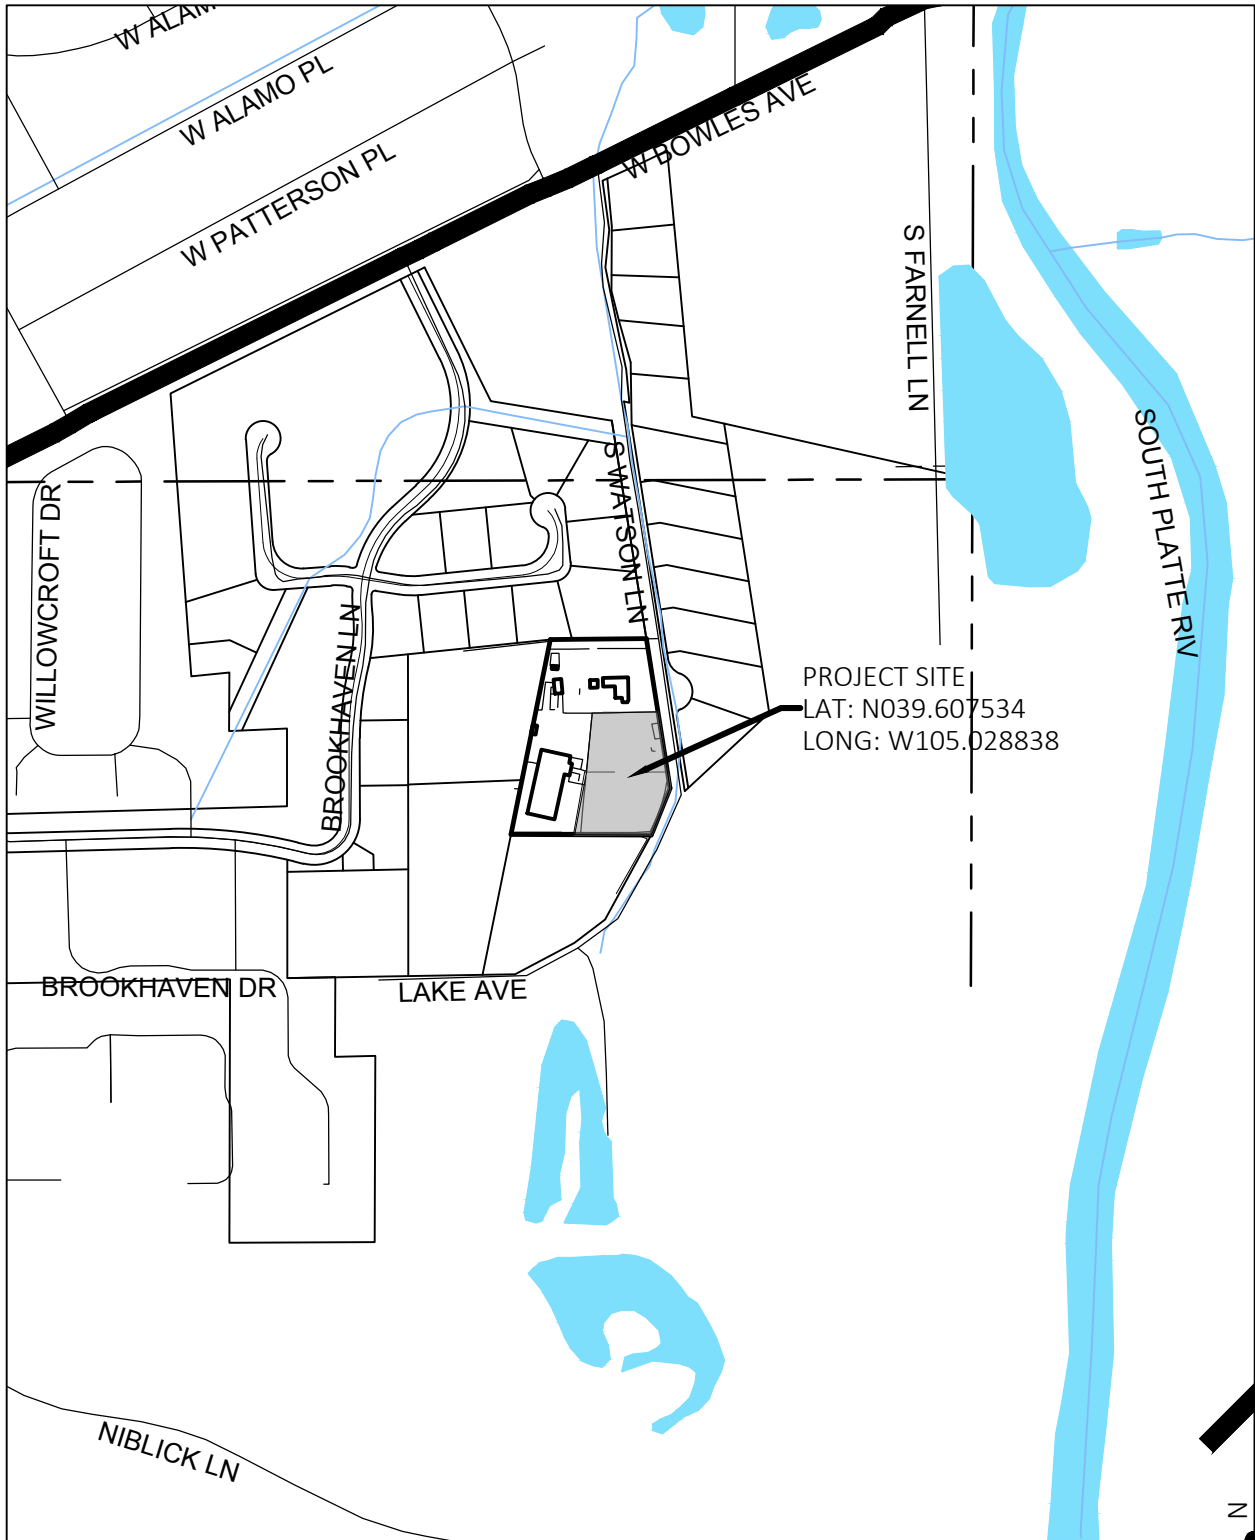 W ALAM
W ALAMO PL
W BOWLES AVE
W PATTERSON PL
S FARNELL LN
SOUTH PLATTE RIV
S WATSON LN
WILLOWCROFT DR
BROOKHAVEN LN
PROJECT SITE
LAT: N039.607534
LONG: W105.028838
BROOKHAVEN DR
LAKE AVE
NIBLICK LN
N